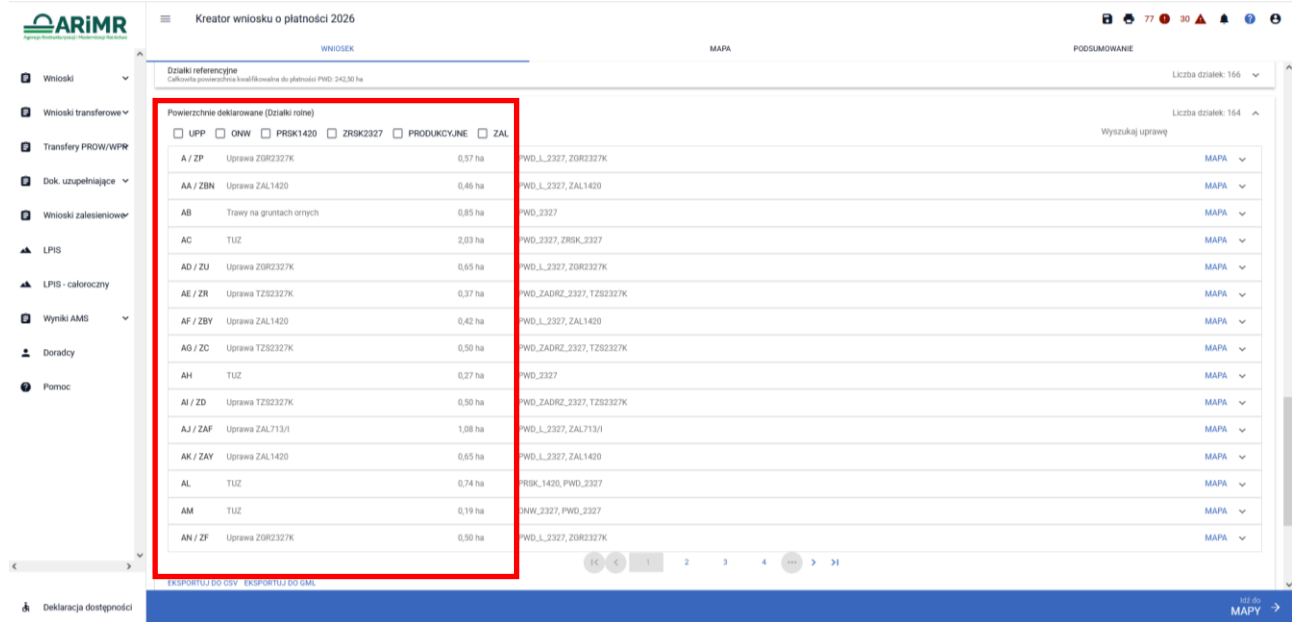 ARiMR
Agencja Restrukturyzacji i Modernizacji Rolnictwa
Kreator wniosku o płatności 2026
77 30
WNIOSEK MAPA PODSUMOWANIE
Wnioski
Wnioski transferowe
Transfery PROW/WPR
Dok. uzupełniające
Wnioski zalesieniowe
LPIS
LPIS - całoroczny
Wyniki AMS
Doradcy
Pomoc
Deklaracja dostępności
Działki referencyjne
Całkowita powierzchnia kwalifikowalna do płatności PWD: 242,30 ha
Liczba działek: 166
Powierzchnie deklarowane (Działki rolne) Liczba działek: 164
UPP ONW PRSK1420 ZRSK2327 PRODUKCYJNE ZAL Wyszukaj uprawę
A / ZP Uprawa ZGR2327K 0,57 ha PWD_L_2327, ZGR2327K MAPA
AA / ZBN Uprawa ZAL1420 0,46 ha PWD_L_2327, ZAL1420 MAPA
AB Trawy na gruntach ornych 0,85 ha PWD_2327 MAPA
AC TUZ 2,03 ha PWD_2327, ZRSK_2327 MAPA
AD / ZU Uprawa ZGR2327K 0,65 ha PWD_L_2327, ZGR2327K MAPA
AE / ZR Uprawa TZS2327K 0,37 ha PWD_ZADRZ_2327, TZS2327K MAPA
AF / ZBY Uprawa ZAL1420 0,42 ha PWD_L_2327, ZAL1420 MAPA
AG / ZC Uprawa TZS2327K 0,50 ha PWD_ZADRZ_2327, TZS2327K MAPA
AH TUZ 0,27 ha PWD_2327 MAPA
AI / ZD Uprawa TZS2327K 0,50 ha PWD_ZADRZ_2327, TZS2327K MAPA
AJ / ZAF Uprawa ZAL713/I 1,08 ha PWD_L_2327, ZAL713/I MAPA
AK / ZAY Uprawa ZAL1420 0,65 ha PWD_L_2327, ZAL1420 MAPA
AL TUZ 0,74 ha PRSK_1420, PWD_2327 MAPA
AM TUZ 0,19 ha ONW_2327, PWD_2327 MAPA
AN / ZF Uprawa ZGR2327K 0,50 ha PWD_L_2327, ZGR2327K MAPA
1 2 3 4 ...
EKSPORTUJ DO CSV EKSPORTUJ DO GML
Idź do
MAPY